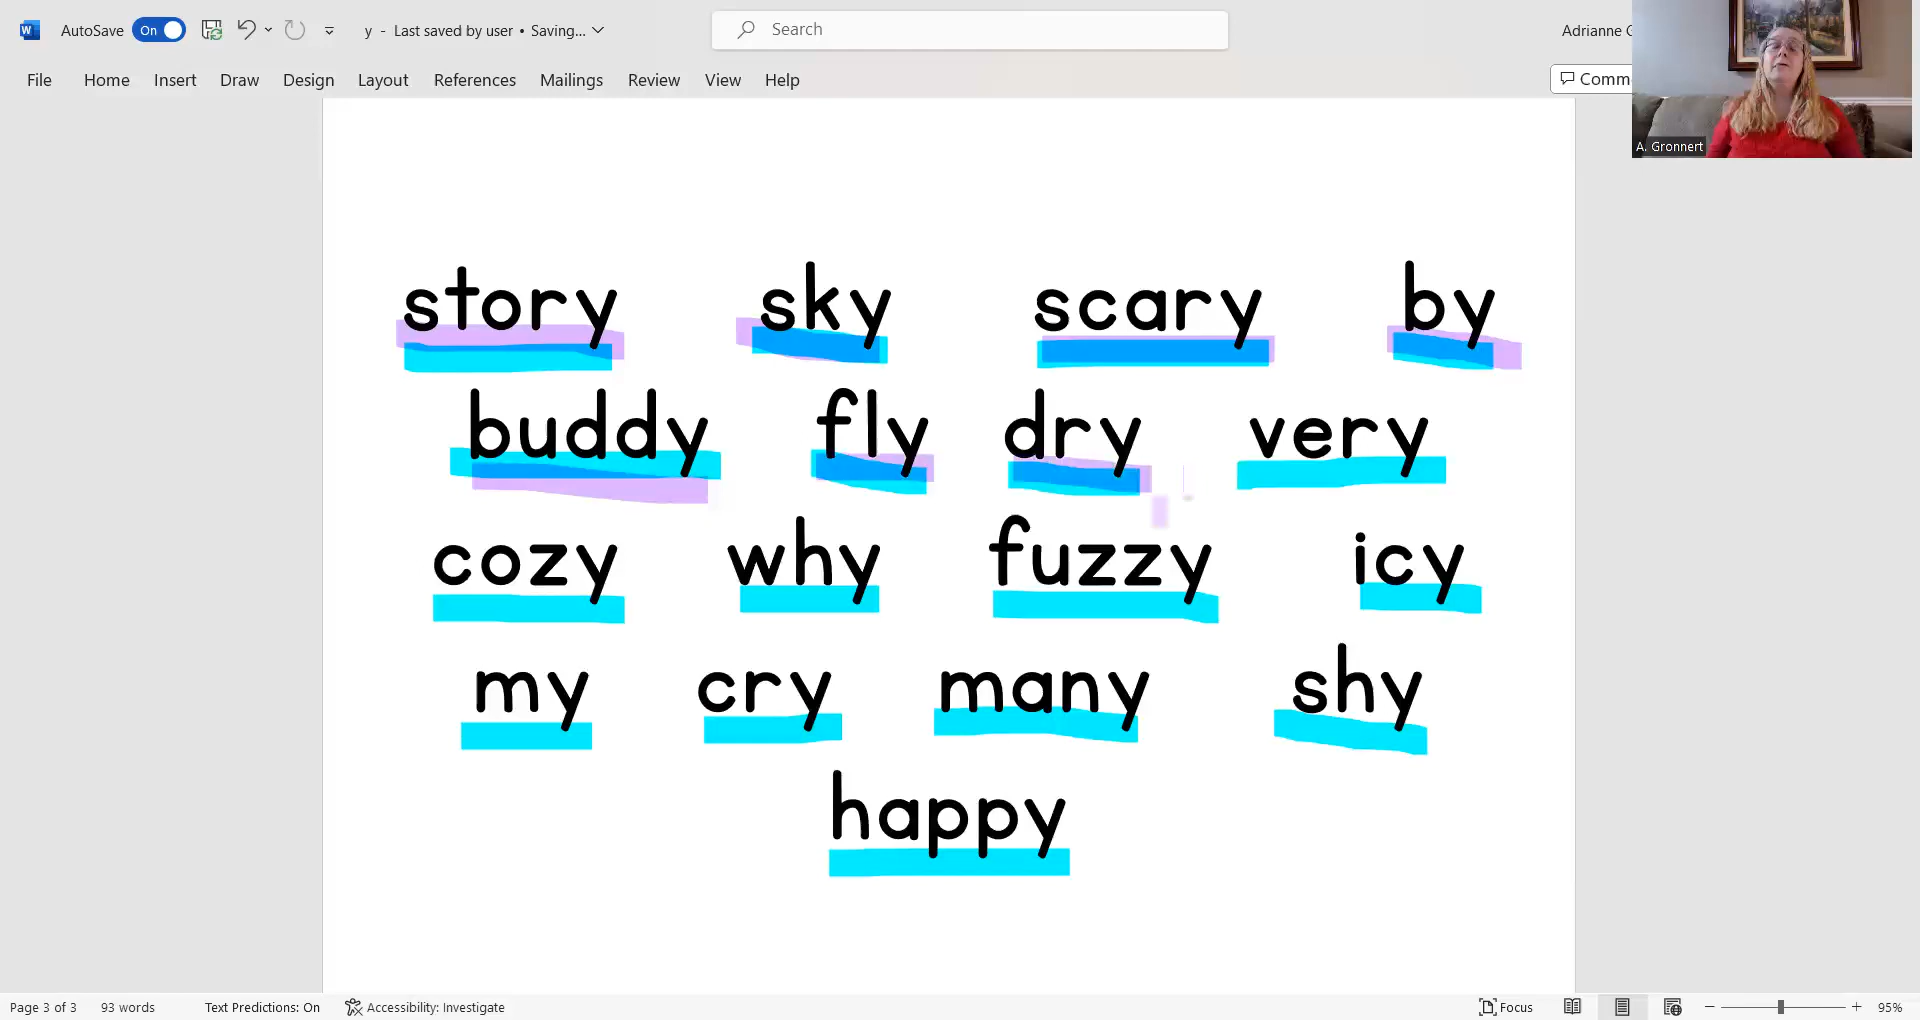 AutoSave On y - Last saved by user • Saving... Search Adrianne G
File Home Insert Draw Design Layout References Mailings Review View Help Comm
A. Gronnert
story sky scary by
buddy fly dry very
cozy why fuzzy icy
my cry many shy
happy
Page 3 of 3 93 words Text Predictions: On Accessibility: Investigate Focus 95%